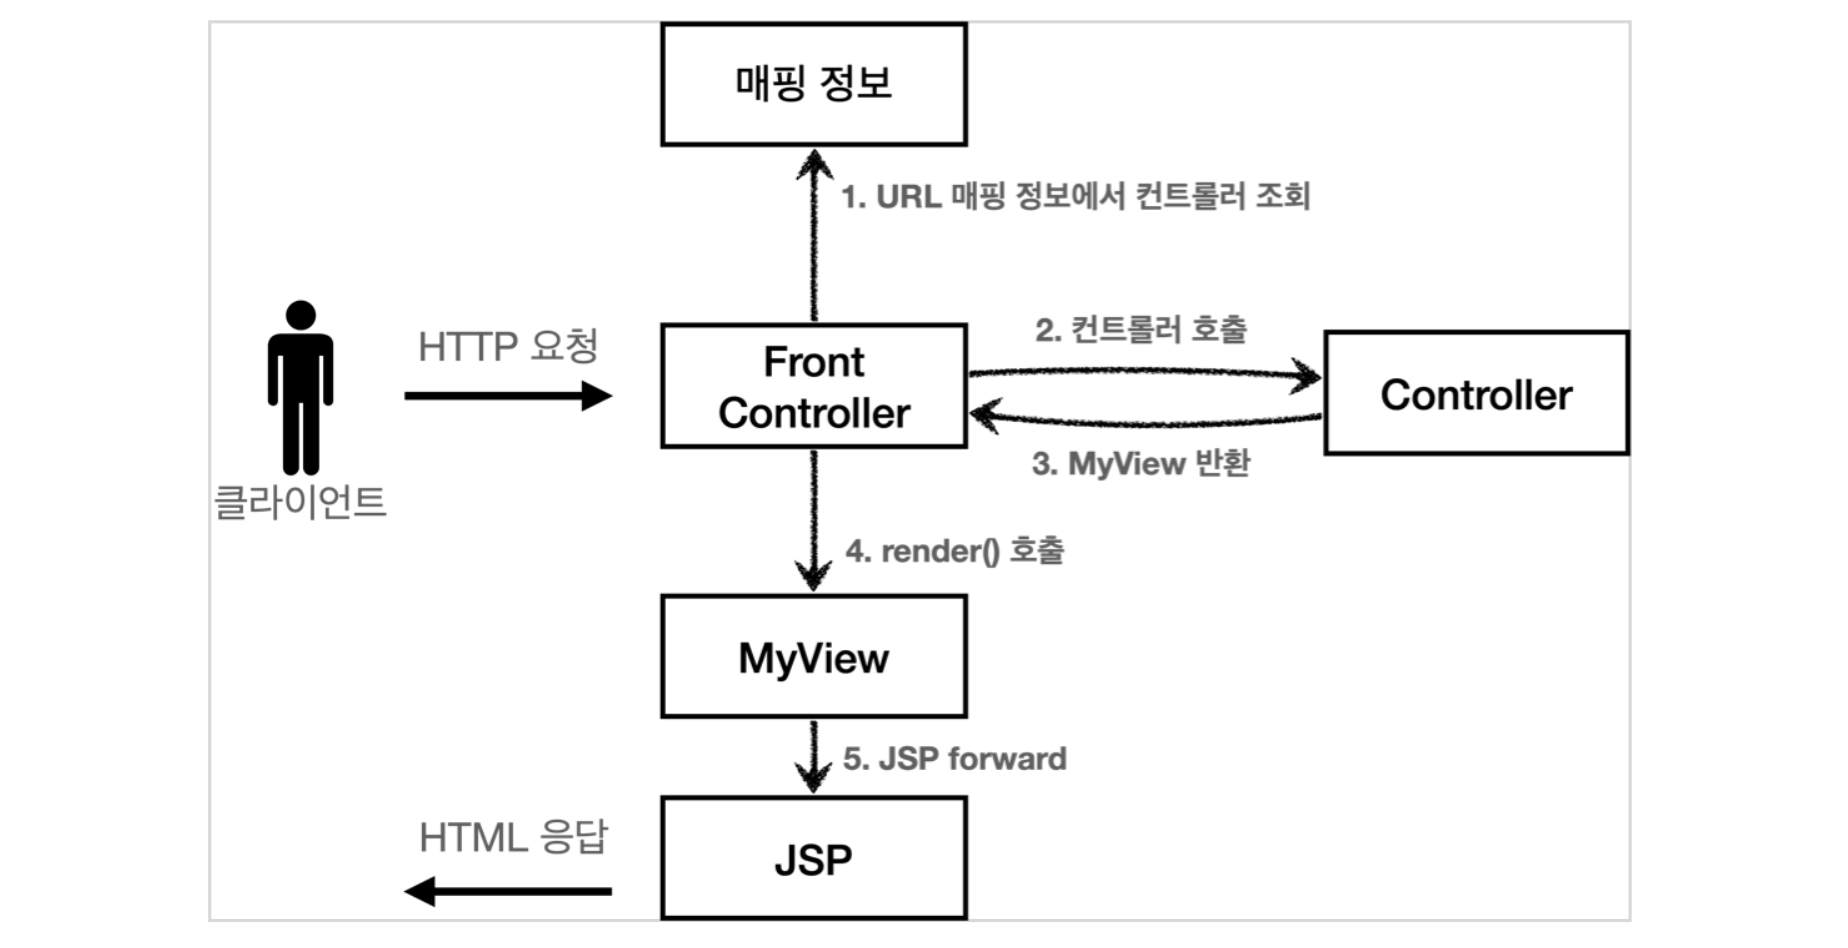 매핑 정보
1. URL 매핑 정보에서 컨트롤러 조회
클라이언트
HTTP 요청
Front
Controller
2. 컨트롤러 호출
Controller
3. MyView 반환
4. render() 호출
MyView
5. JSP forward
HTML 응답
JSP